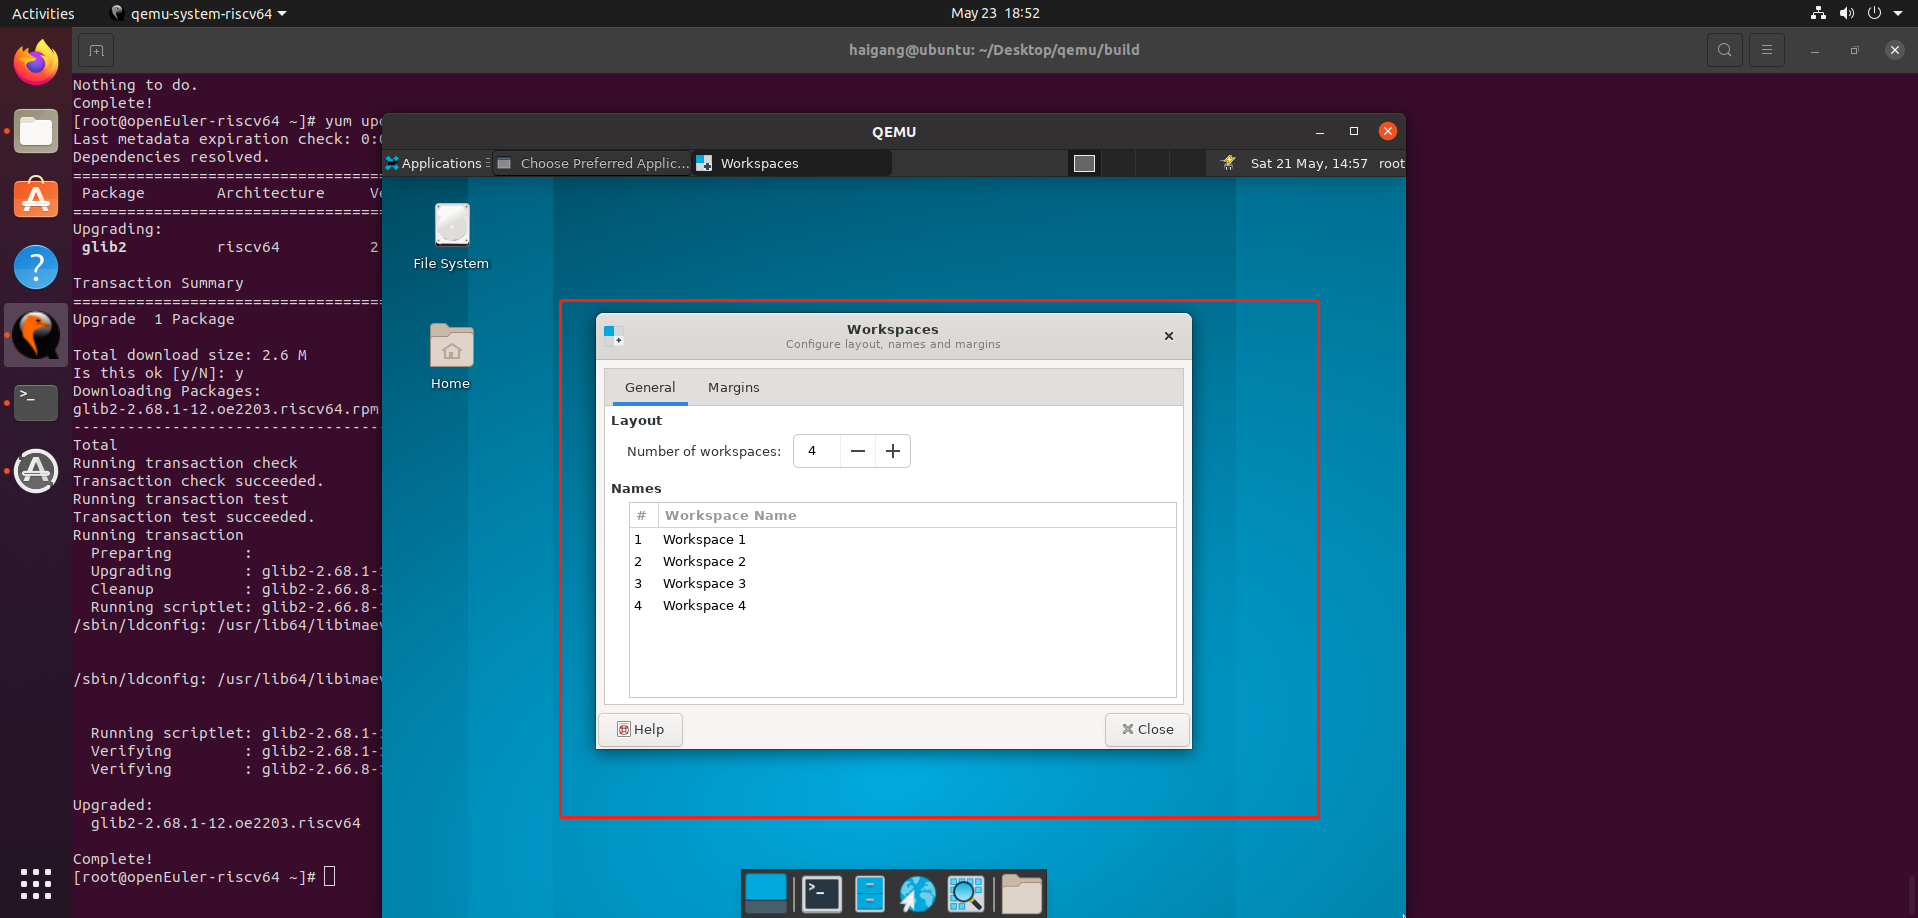 Activities
qemu-system-riscv64
May 23 18:52
haigang@ubuntu: ~/Desktop/qemu/build
Nothing to do.
Complete!
[root@openEuler-riscv64 ~]# yum
Last metadata expiration check:
Dependencies resolved.
================================
Package Architecture
================================
Upgrading:
glib2 riscv64 2
Transaction Summary
================================
Upgrade 1 Package
Total download size: 2.6 M
Is this ok [y/N]: y
Downloading Packages:
glib2-2.68.1-12.oe2203.riscv64.rpm
--------------------------------
Total
Running transaction check
Transaction check succeeded.
Running transaction test
Transaction test succeeded.
Running transaction
Preparing :
Upgrading : glib2-2.68.1-
Cleanup : glib2-2.66.8-
Running scriptlet: glib2-2.66.8-
/sbin/ldconfig: /usr/lib64/libimaev
/sbin/ldconfig: /usr/lib64/libimaev
Running scriptlet: glib2-2.68.1-
Verifying : glib2-2.68.1-
Verifying : glib2-2.66.8-
Upgraded:
glib2-2.68.1-12.oe2203.riscv64
Complete!
[root@openEuler-riscv64 ~]#
QEMU
Applications
Choose Preferred Applic...
Workspaces
Sat 21 May, 14:57 root
File System
Home
Workspaces
Configure layout, names and margins
General Margins
Layout
Number of workspaces: 4
Names
# Workspace Name
1 Workspace 1
2 Workspace 2
3 Workspace 3
4 Workspace 4
Help
Close